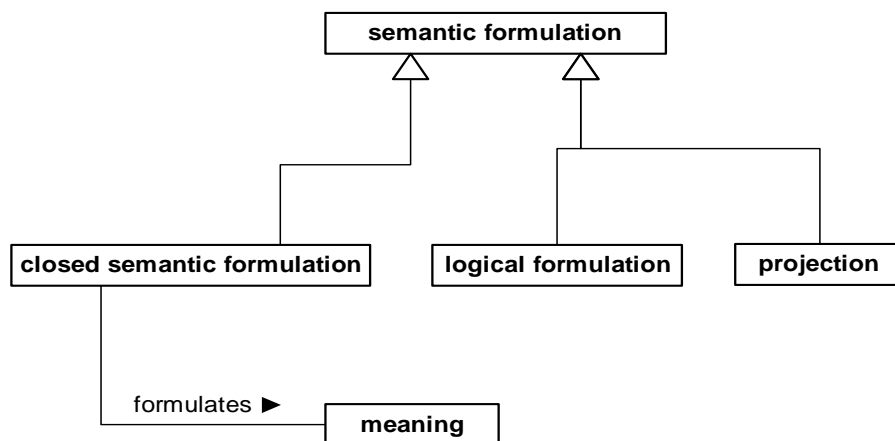 semantic formulation
closed semantic formulation
logical formulation
projection
formulates ►
meaning